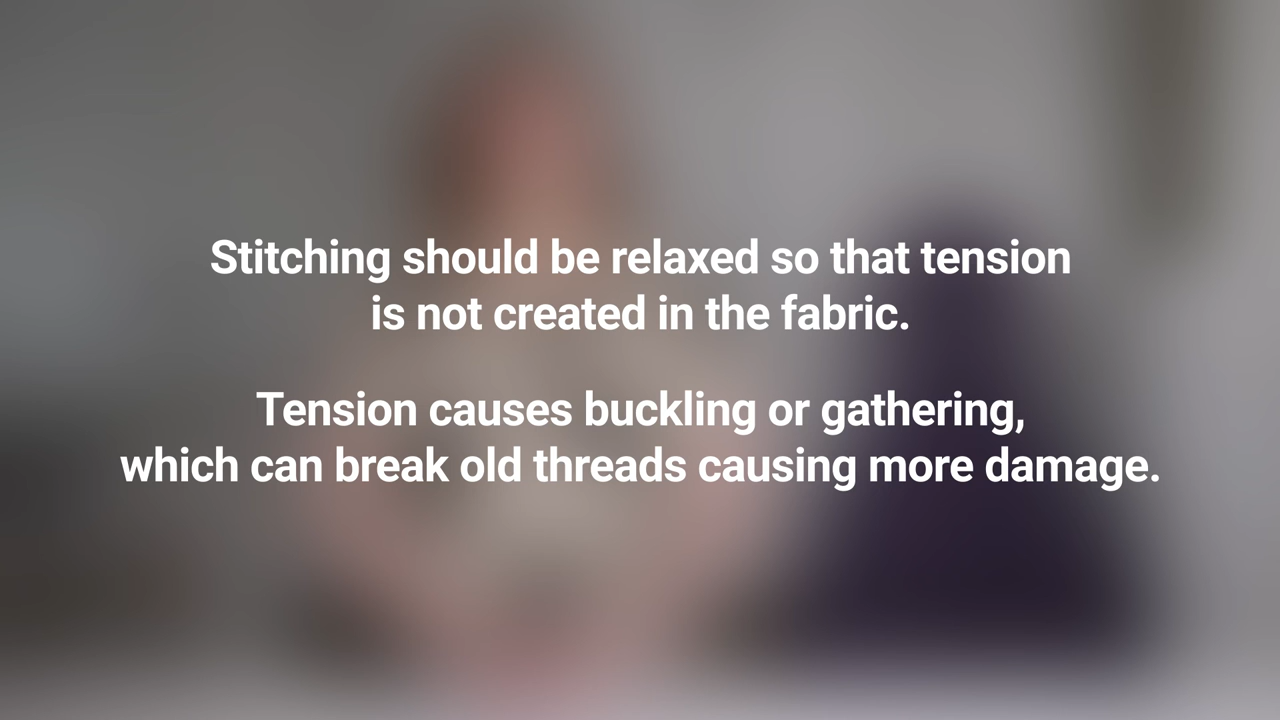 Stitching should be relaxed so that tension
is not created in the fabric.
Tension causes buckling or gathering,
which can break old threads causing more damage.